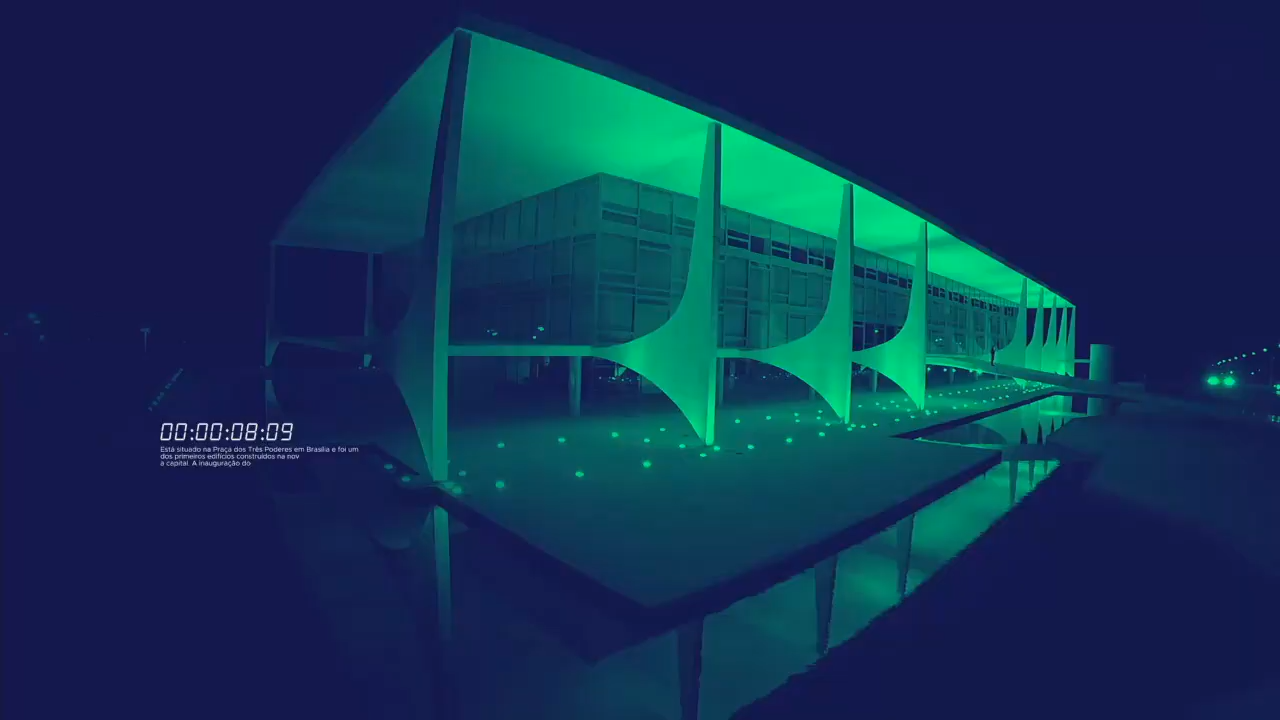 00:00:08:09
Está situado na Praça dos Três Poderes em Brasília e foi um
dos primeiros edifícios construídos na nov
a capital. A inauguração do